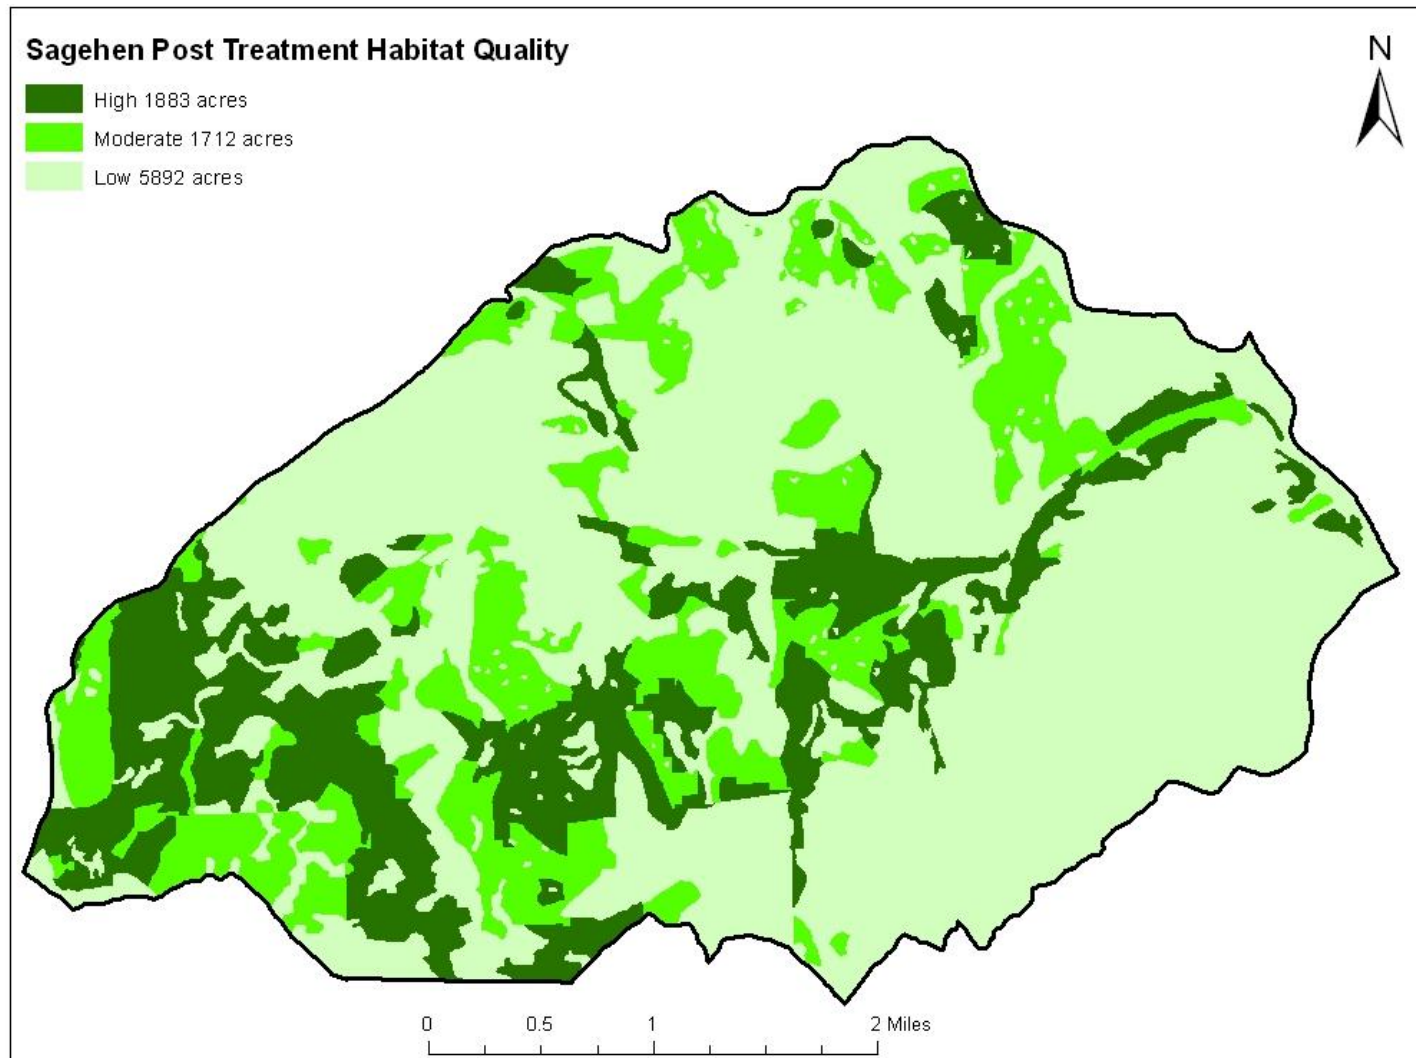 Sagehen Post Treatment Habitat Quality
N
High 1883 acres
Moderate 1712 acres
Low 5892 acres
0 0.5 1 2 Miles